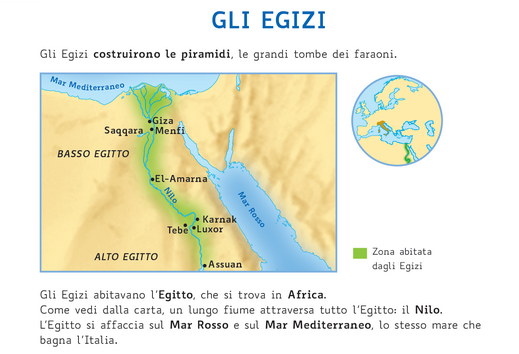 GLI EGIZI
Gli Egizi costruirono le piramidi, le grandi tombe dei faraoni.
Mar Mediterraneo
Giza
Saqqara Menfi
BASSO EGITTO
El-Amarna
Nilo
Mar Rosso
Karnak
Tebe Luxor
ALTO EGITTO
Assuan
Zona abitata
dagli Egizi
Gli Egizi abitavano l'Egitto, che si trova in Africa.
Come vedi dalla carta, un lungo fiume attraversa tutto l'Egitto: il Nilo.
L'Egitto si affaccia sul Mar Rosso e sul Mar Mediterraneo, lo stesso mare che
bagna l'Italia.